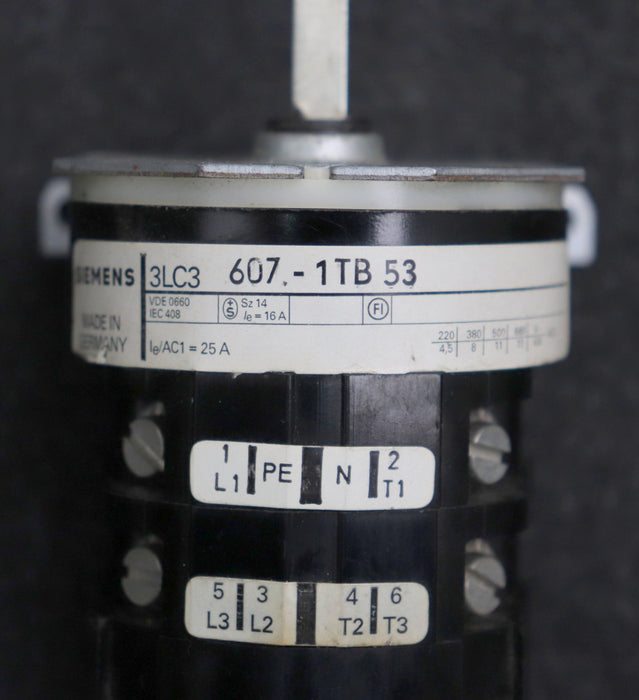 SIEMENS 3LC3 607.-1TB 53
VDE 0660
IEC 408
S Sz 14
Ie = 16 A
FI
MADE IN
GERMANY
Ie/AC1 = 25 A
220 380 500
4,5 8 11 11
1 PE N 2
L1 T1
5 3 4 6
L3 L2 T2 T3